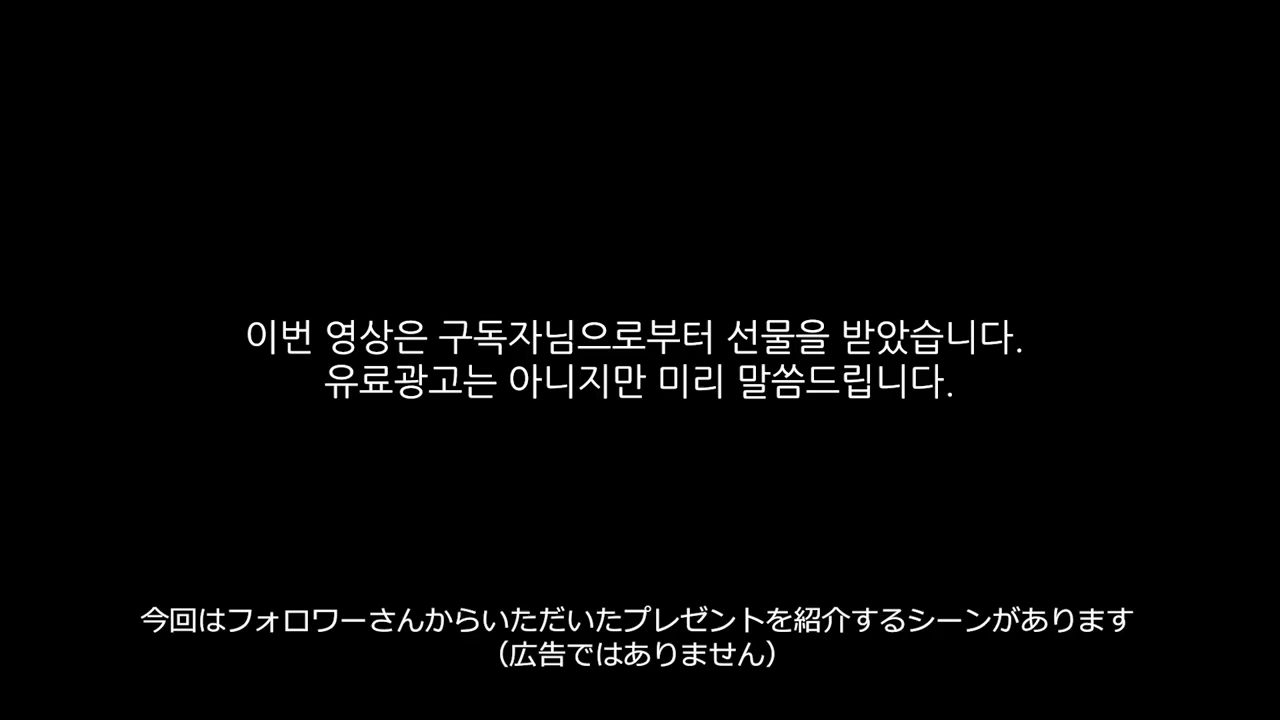 이번 영상은 구독자님으로부터 선물을 받았습니다.
유료광고는 아니지만 미리 말씀드립니다.
今回はフォロワーさんからいただいたプレゼントを紹介するシーンがあります
（広告ではありません）